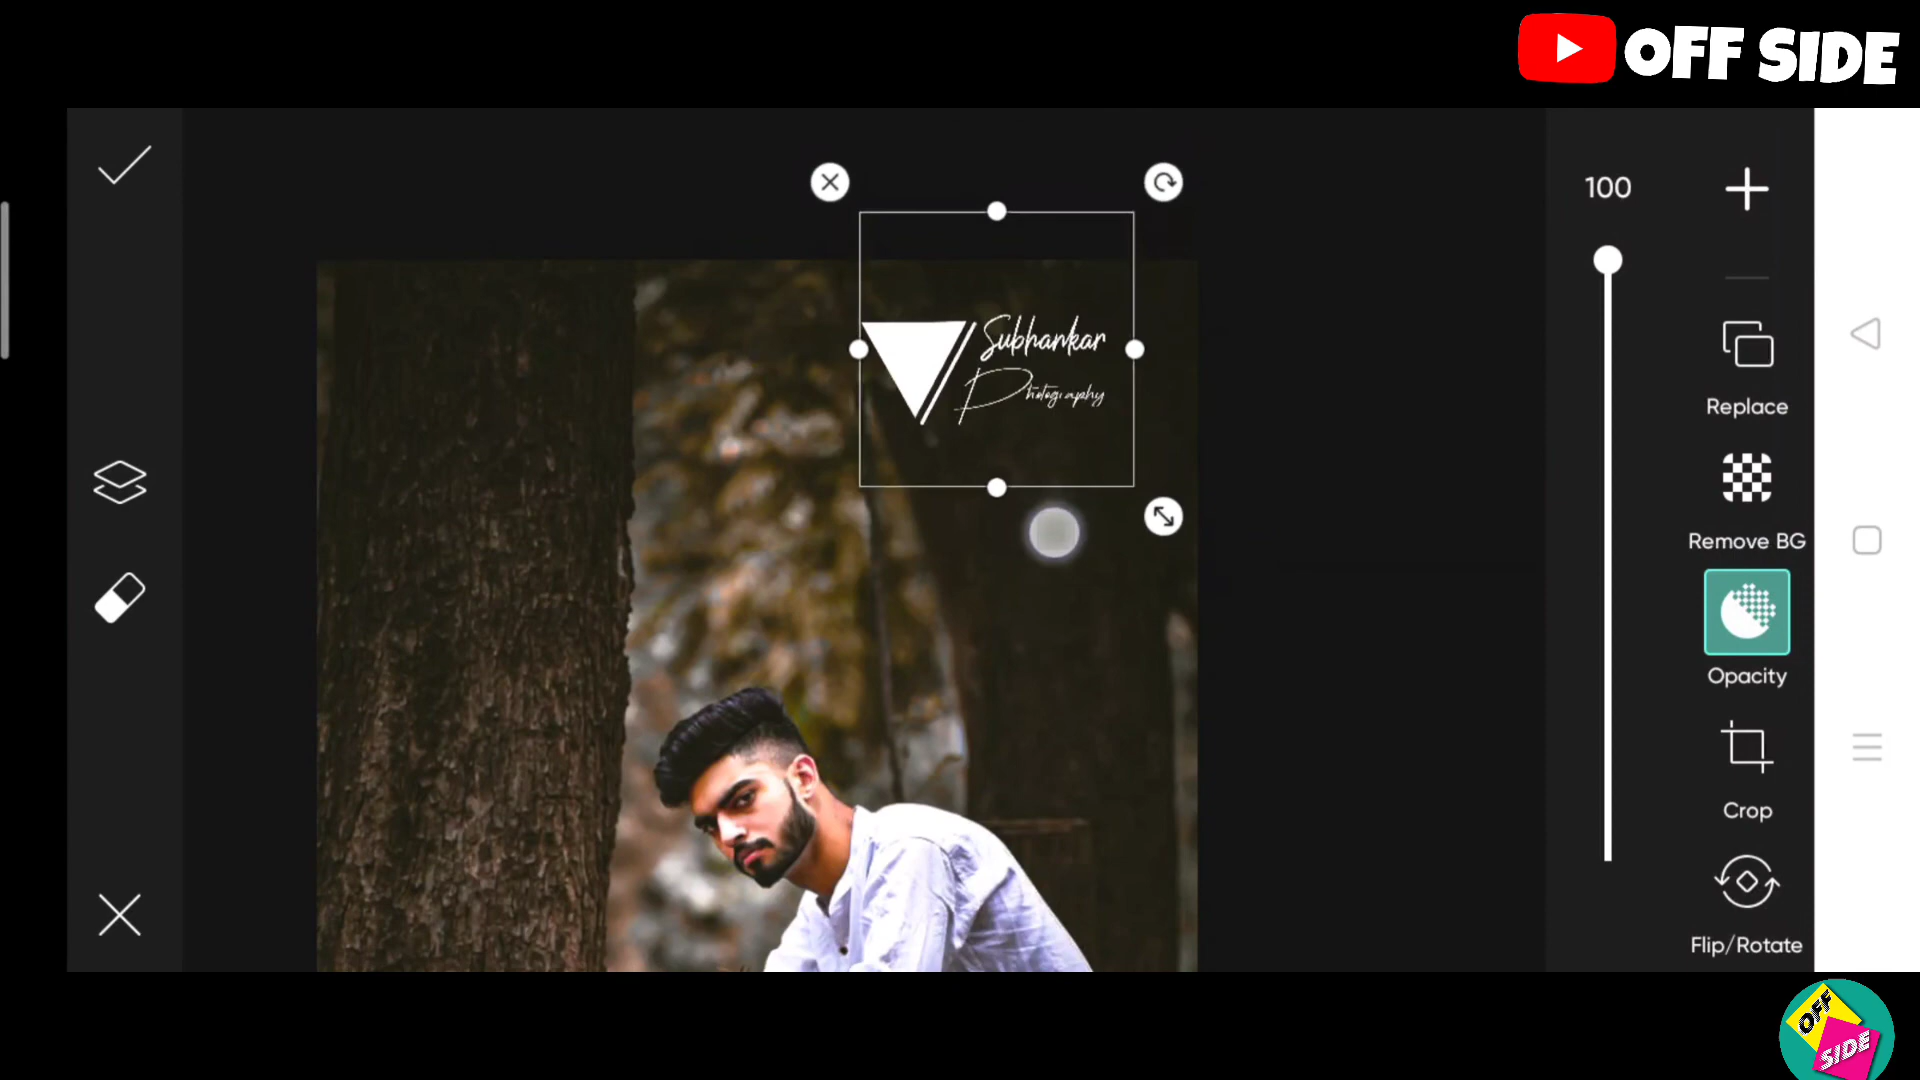 OFF SIDE
100
Subhankar
Photography
Replace
Remove BG
Opacity
Crop
Flip/Rotate
OFF
SIDE